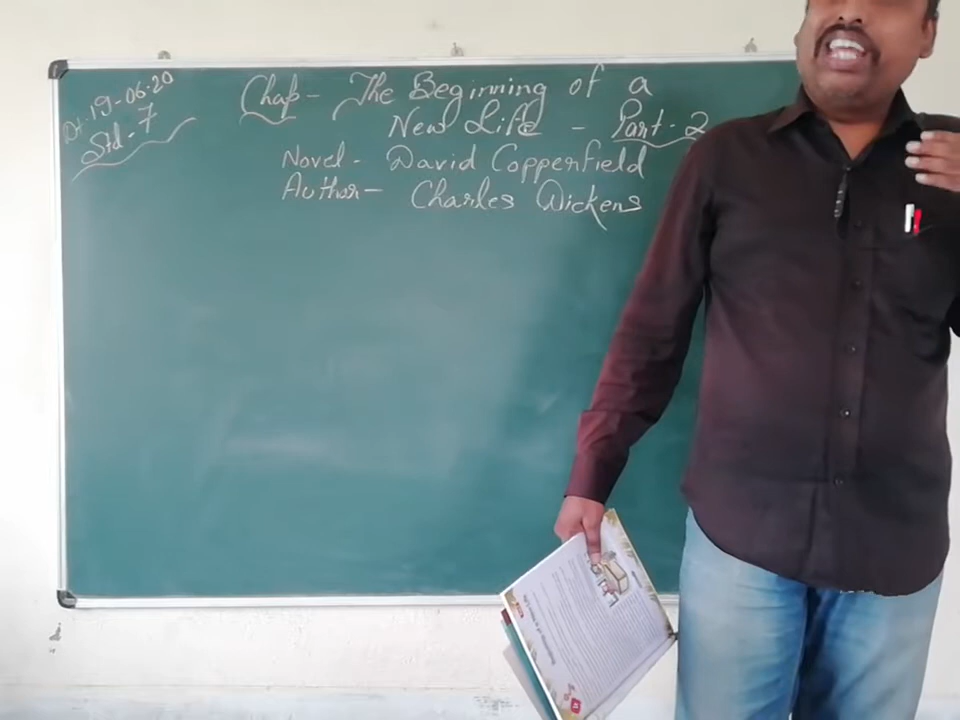 Dt.-19-06-20
Std-7
Chap- The Beginning of a
New Life - Part-2
Novel- David Copperfield
Author- Charles Dickens